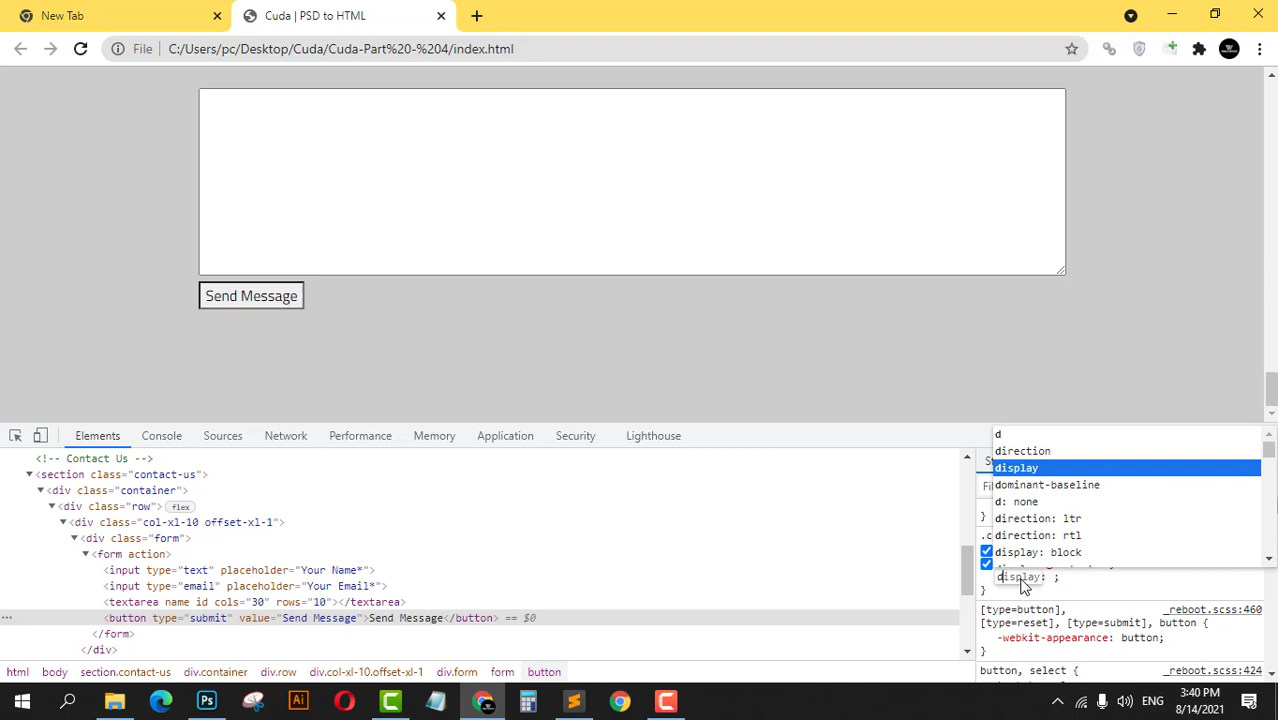 New Tab
Cuda | PSD to HTML
File
C:/Users/pc/Desktop/Cuda/Cuda-Part%20-%204/index.html
Send Message
Elements
Console
Sources
Network
Performance
Memory
Application
Security
Lighthouse
<!-- Contact Us -->
<section class="contact-us">
<div class="container">
<div class="row"> flex
<div class="col-xl-10 offset-xl-1">
<div class="form">
<form action>
<input type="text" placeholder="Your Name*">
<input type="email" placeholder="Your Email*">
<textarea name id cols="30" rows="10"></textarea>
<button type="submit" value="Send Message">Send Message</button> == $0
</form>
</div>
html body section.contact-us div.container div.row div.col-xl-10.offset-xl-1 div.form form button
d
direction
display
dominant-baseline
d: none
direction: ltr
direction: rtl
display: block
display: ;
}
[type=button], _reboot.scss:460
[type=reset], [type=submit], button {
-webkit-appearance: button;
}
button, select { _reboot.scss:424
Ps
Ai
ENG
3:40 PM
8/14/2021